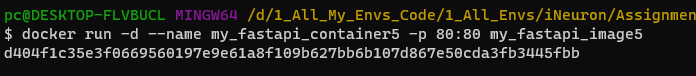 pc@DESKTOP-FLVBUCL MINGW64 /d/1_All_My_Envs_Code/1_All_Envs/iNeuron/Assignmen
$ docker run -d --name my_fastapi_container5 -p 80:80 my_fastapi_image5
d404f1c35e3f0669560197e9e61a8f109b627bb6b107d867e50cda3fb3445fbb